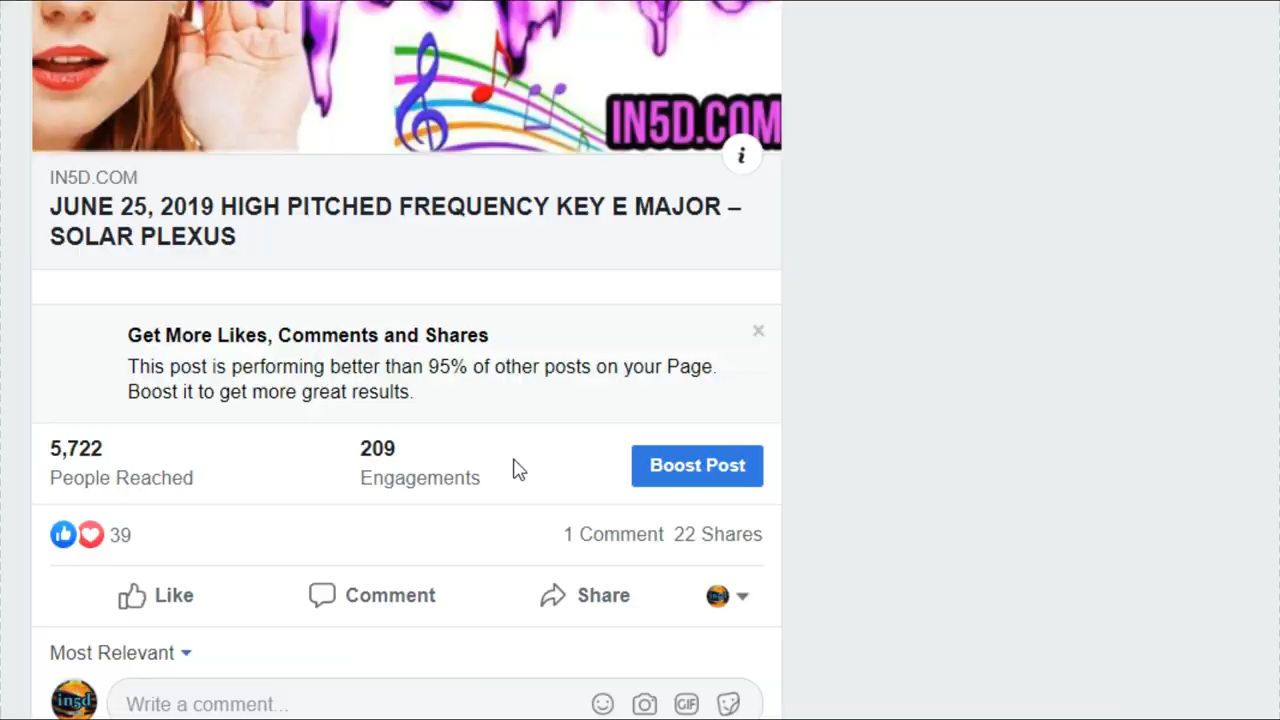 IN5D.COM
IN5D.COM
JUNE 25, 2019 HIGH PITCHED FREQUENCY KEY E MAJOR –
SOLAR PLEXUS
Get More Likes, Comments and Shares
This post is performing better than 95% of other posts on your Page.
Boost it to get more great results.
5,722
People Reached
209
Engagements
Boost Post
39
1 Comment 22 Shares
Like
Comment
Share
Most Relevant
in5d
Write a comment...
GIF